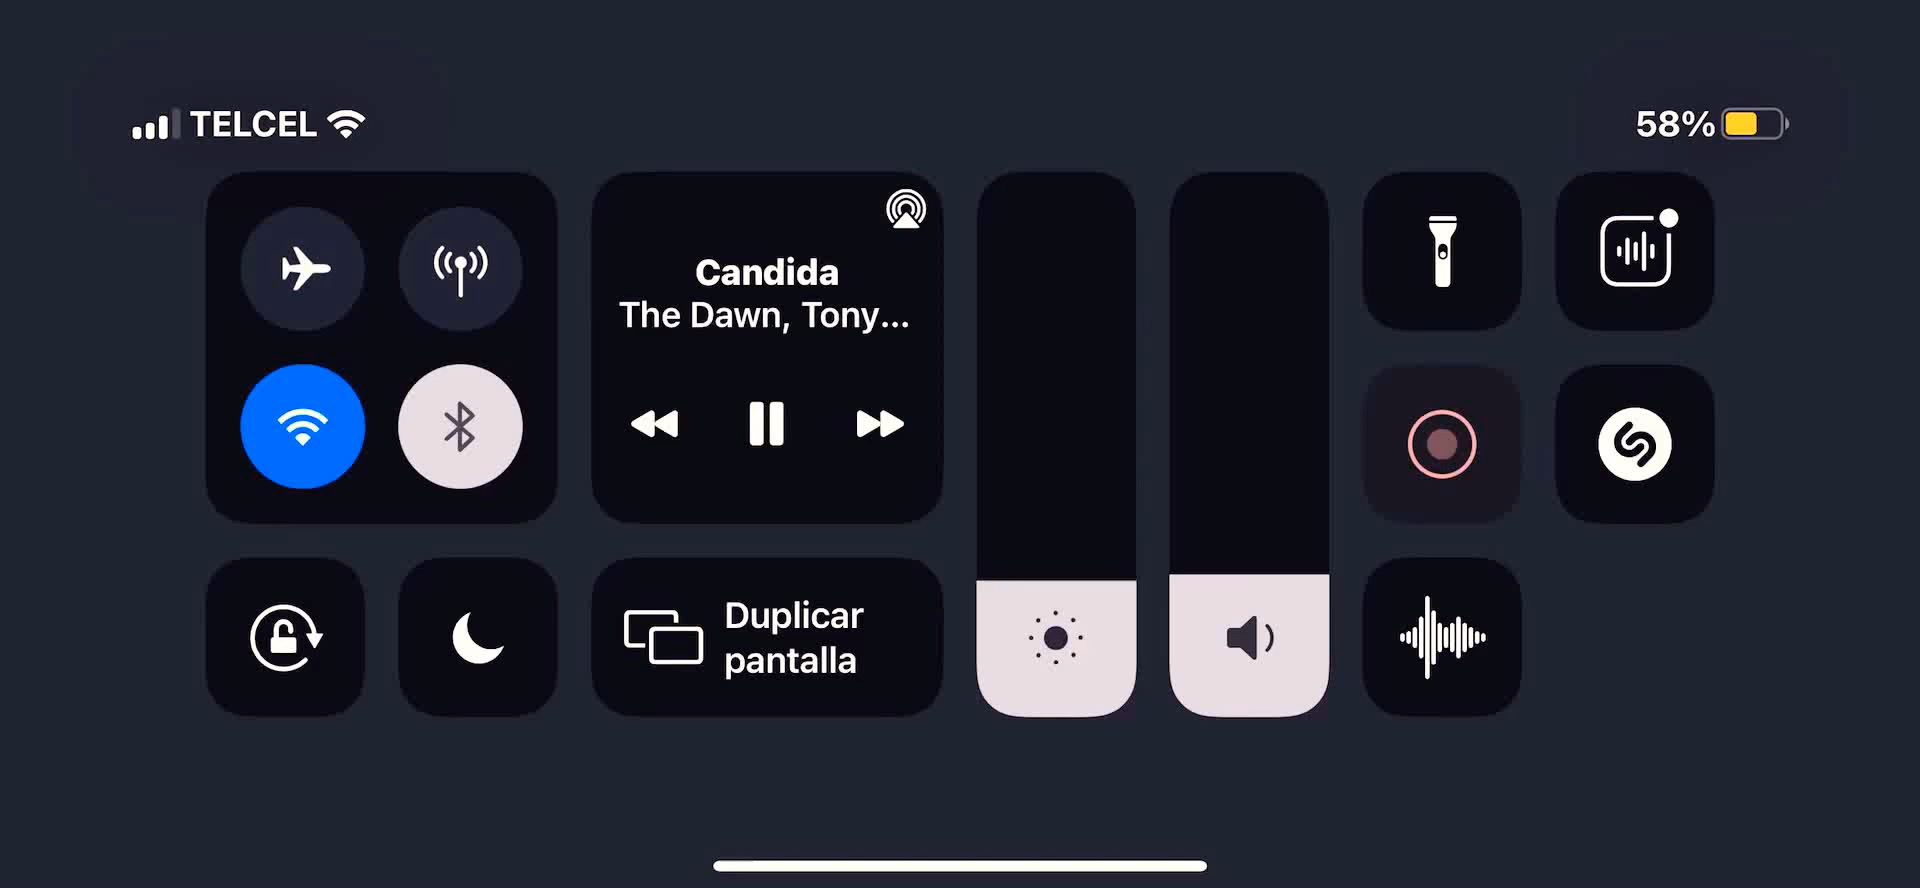 TELCEL
58%
Candida
The Dawn, Tony...
Duplicar
pantalla